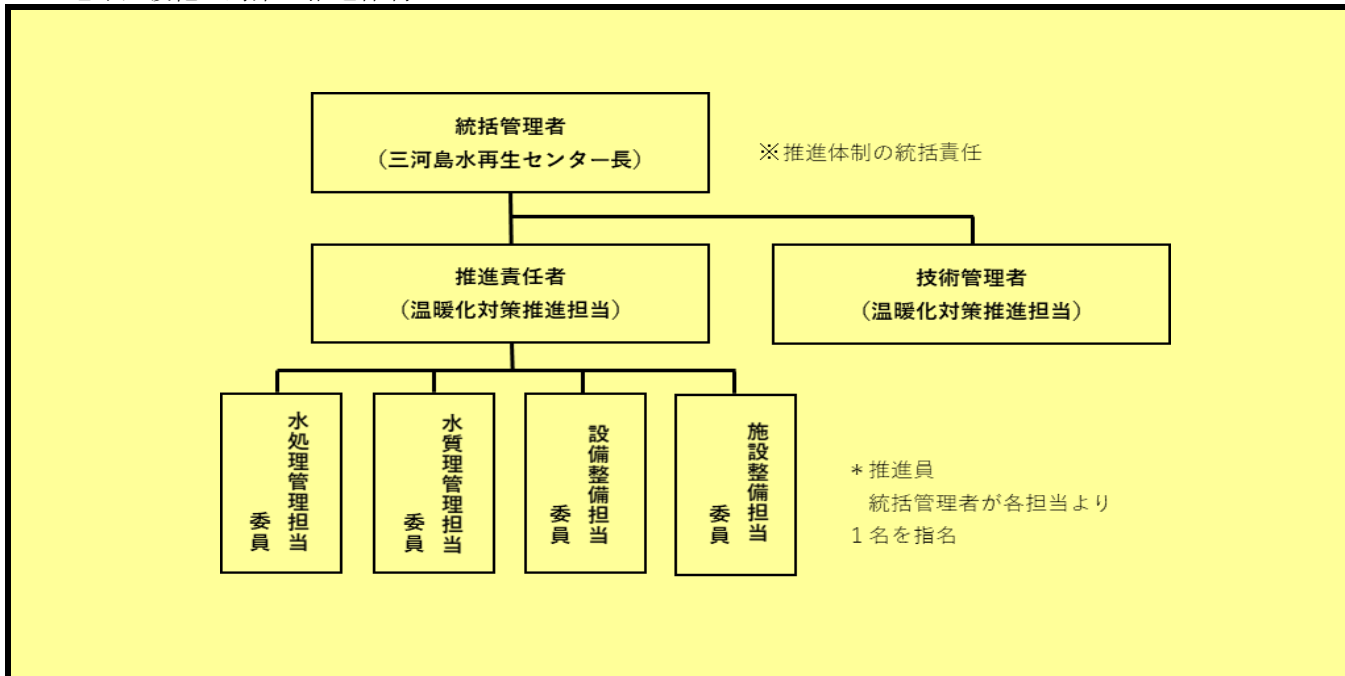 統括管理者
（三河島水再生センター長）
※推進体制の統括責任
推進責任者
（温暖化対策推進担当）
技術管理者
（温暖化対策推進担当）
水処理管理担当
委員
水質理管理担当
委員
設備整備担当
委員
施設整備担当
委員
＊推進員
統括管理者が各担当より
１名を指名